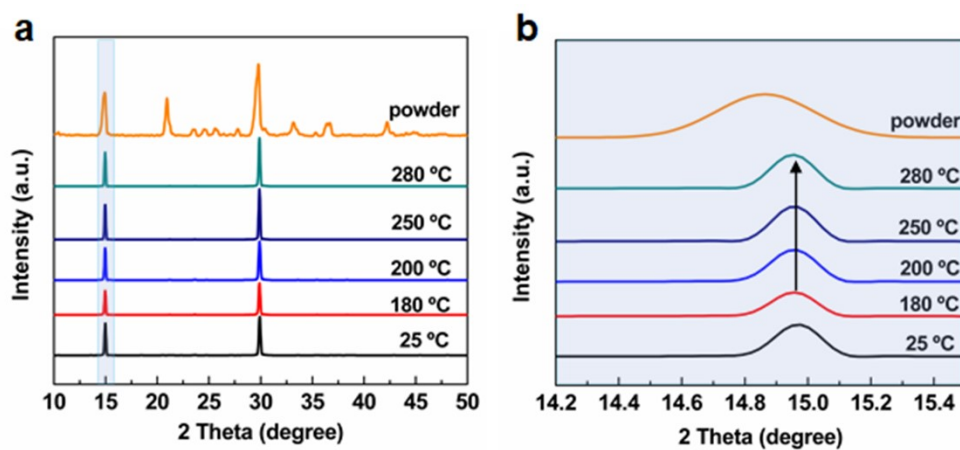 a
powder
280 ºC
250 ºC
200 ºC
180 ºC
25 ºC
Intensity (a.u.)
10 15 20 25 30 35 40 45 50
2 Theta (degree)
b
powder
280 ºC
250 ºC
200 ºC
180 ºC
25 ºC
Intensity (a.u.)
14.2 14.4 14.6 14.8 15.0 15.2 15.4
2 Theta (degree)